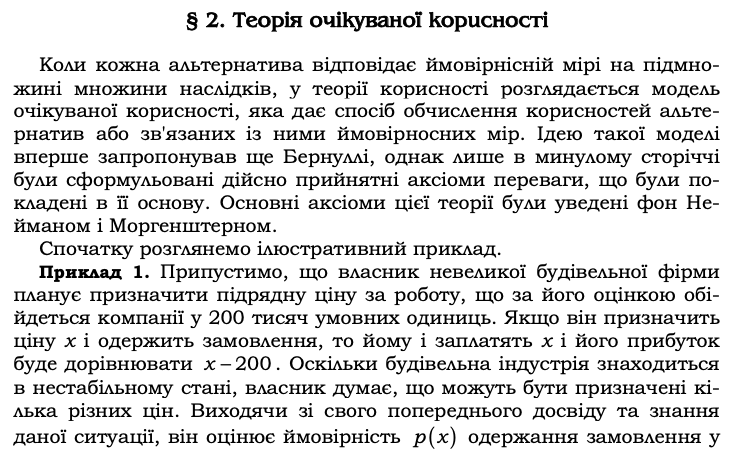 § 2. Теорія очікуваної корисності
Коли кожна альтернатива відповідає ймовірнісній мірі на підмно-
жині множини наслідків, у теорії корисності розглядається модель
очікуваної корисності, яка дає спосіб обчислення корисностей альте-
рнатив або зв'язаних із ними ймовірносних мір. Ідею такої моделі
вперше запропонував ще Бернуллі, однак лише в минулому сторіччі
були сформульовані дійсно прийнятні аксіоми переваги, що були по-
кладені в її основу. Основні аксіоми цієї теорії були уведені фон Не-
йманом і Моргенштерном.
Спочатку розглянемо ілюстративний приклад.
Приклад 1. Припустимо, що власник невеликої будівельної фірми
планує призначити підрядну ціну за роботу, що за його оцінкою обі-
йдеться компанії у 200 тисяч умовних одиниць. Якщо він призначить
ціну x і одержить замовлення, то йому і заплатять x і його прибуток
буде дорівнювати x – 200 . Оскільки будівельна індустрія знаходиться
в нестабільному стані, власник думає, що можуть бути призначені кі-
лька різних цін. Виходячи зі свого попереднього досвіду та знання
даної ситуації, він оцінює ймовірність p(x) одержання замовлення у